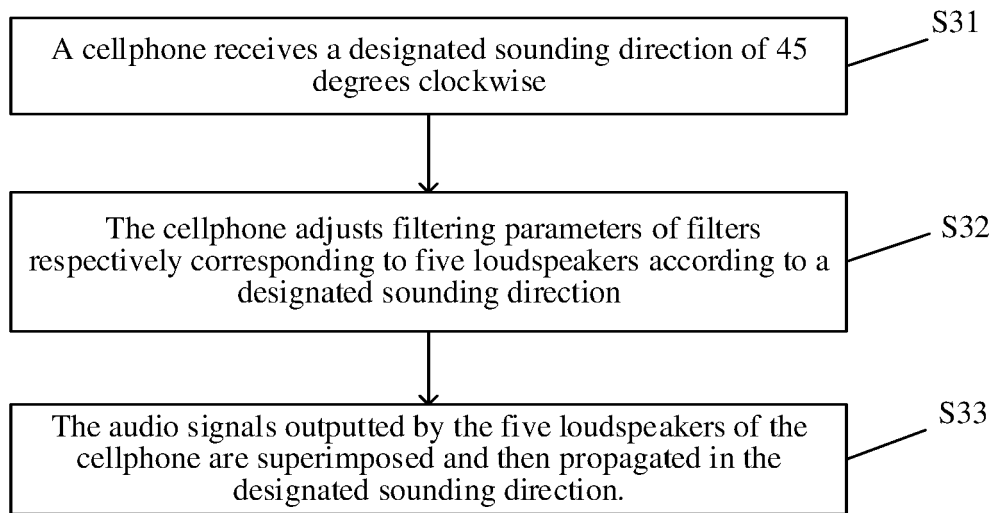 S31
A cellphone receives a designated sounding direction of 45
degrees clockwise
The cellphone adjusts filtering parameters of filters
respectively corresponding to five loudspeakers according to a
designated sounding direction
S32
The audio signals outputted by the five loudspeakers of the
cellphone are superimposed and then propagated in the
designated sounding direction.
S33